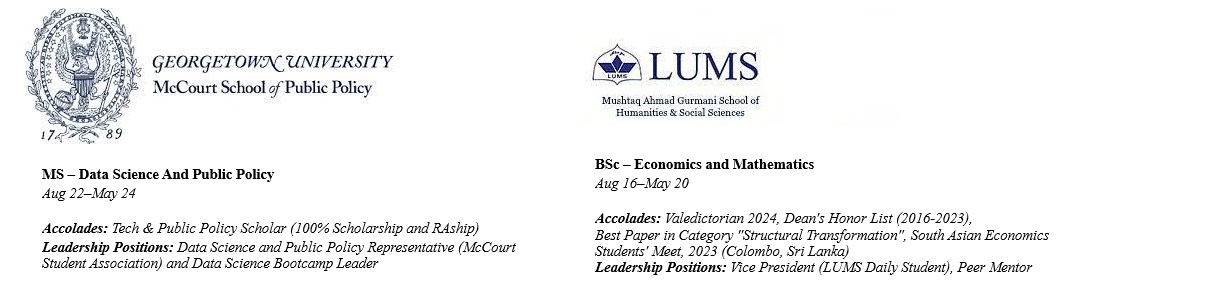 GEORGETOWN UNIVERSITY
McCourt School of Public Policy
17 89
MS – Data Science And Public Policy
Aug 22–May 24
Accolades: Tech & Public Policy Scholar (100% Scholarship and RAship)
Leadership Positions: Data Science and Public Policy Representative (McCourt
Student Association) and Data Science Bootcamp Leader
LUMS
LUMS
Mushtaq Ahmad Gurmani School of
Humanities & Social Sciences
BSc – Economics and Mathematics
Aug 16–May 20
Accolades: Valedictorian 2024, Dean's Honor List (2016-2023),
Best Paper in Category "Structural Transformation", South Asian Economics
Students' Meet, 2023 (Colombo, Sri Lanka)
Leadership Positions: Vice President (LUMS Daily Student), Peer Mentor